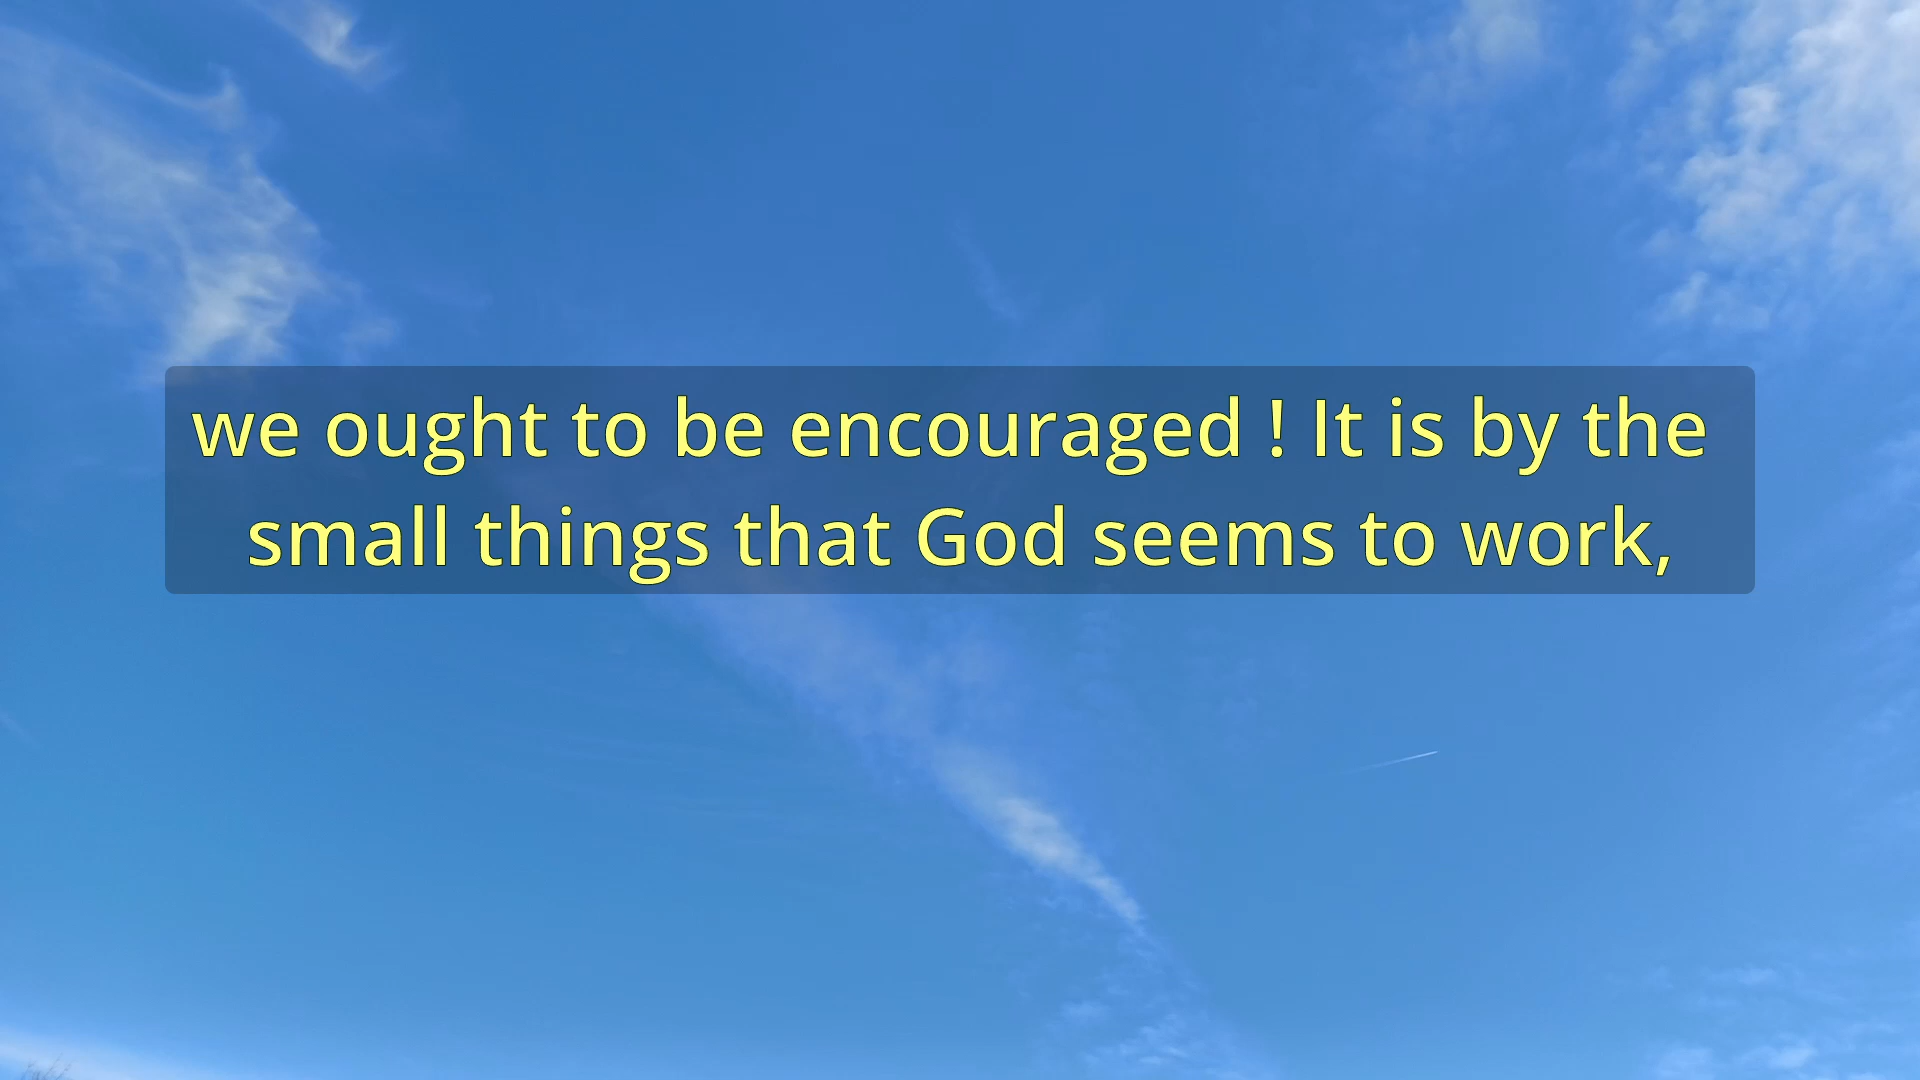 we ought to be encouraged ! It is by the
small things that God seems to work,